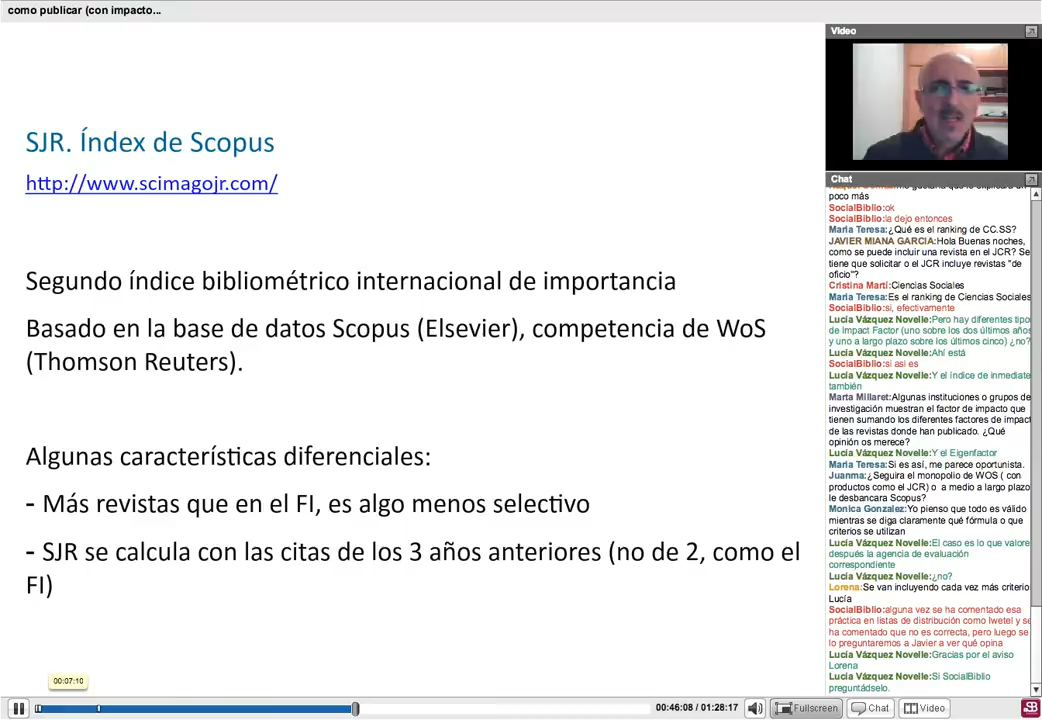 como publicar (con impacto...
SJR. Índex de Scopus
http://www.scimagojr.com/
Segundo índice bibliométrico internacional de importancia
Basado en la base de datos Scopus (Elsevier), competencia de WoS
(Thomson Reuters).
Algunas características diferenciales:
- Más revistas que en el FI, es algo menos selectivo
- SJR se calcula con las citas de los 3 años anteriores (no de 2, como el
FI)
Video
Chat
poco más
SocialBiblio:ok
SocialBiblio:la dejo entonces
Maria Teresa:¿Qué es el ranking de CC.SS?
JAVIER MIANA GARCIA:Hola Buenas noches,
como se puede incluir una revista en el JCR? Se
tiene que solicitar o el JCR incluye revistas "de
oficio"?
Cristina Marti:Ciencias Sociales
Maria Teresa:Es el ranking de Ciencias Sociales
SocialBiblio:si, efectivamente
Lucía Vázquez Novelle:Pero hay diferentes tipo
de Impact Factor (uno sobre los dos últimos años
y uno a largo plazo sobre los últimos cinco) ¿no?
Lucía Vázquez Novelle:Ahí está
SocialBiblio:si asi es
Lucía Vázquez Novelle:Y el índice de inmediate
también
Marta Millaret:Algunas instituciones o grupos de
investigación muestran el factor de impacto que
tienen sumando los diferentes factores de impact
de las revistas donde han publicado. ¿Qué
opinión os merece?
Lucía Vázquez Novelle:Y el Eigenfactor
Maria Teresa:Si es así, me parece oportunista.
Juanma:¿Seguira el monopolio de WOS ( con
productos como el JCR) o a medio a largo plazo
le desbancara Scopus?
Monica Gonzalez:Yo pienso que todo es válido
mientras se diga claramente qué fórmula o que
criterios se utilizan
Lucía Vázquez Novelle:El caso es lo que valore
después la agencia de evaluación
correspondiente
Lucía Vázquez Novelle:¿no?
Lorena:Se van incluyendo cada vez más criterio
Lucía
SocialBiblio:alguna vez se ha comentado esa
práctica en listas de distribución como Iwetel y se
ha comentado que no es correcta, pero luego se
lo preguntaremos a Javier a ver qué opina
Lucía Vázquez Novelle:Gracias por el aviso
Lorena
Lucía Vázquez Novelle:Si SocialBiblio
preguntádselo.
00:07:10
00:46:08 / 01:28:17
Fullscreen
Chat
Video
SB